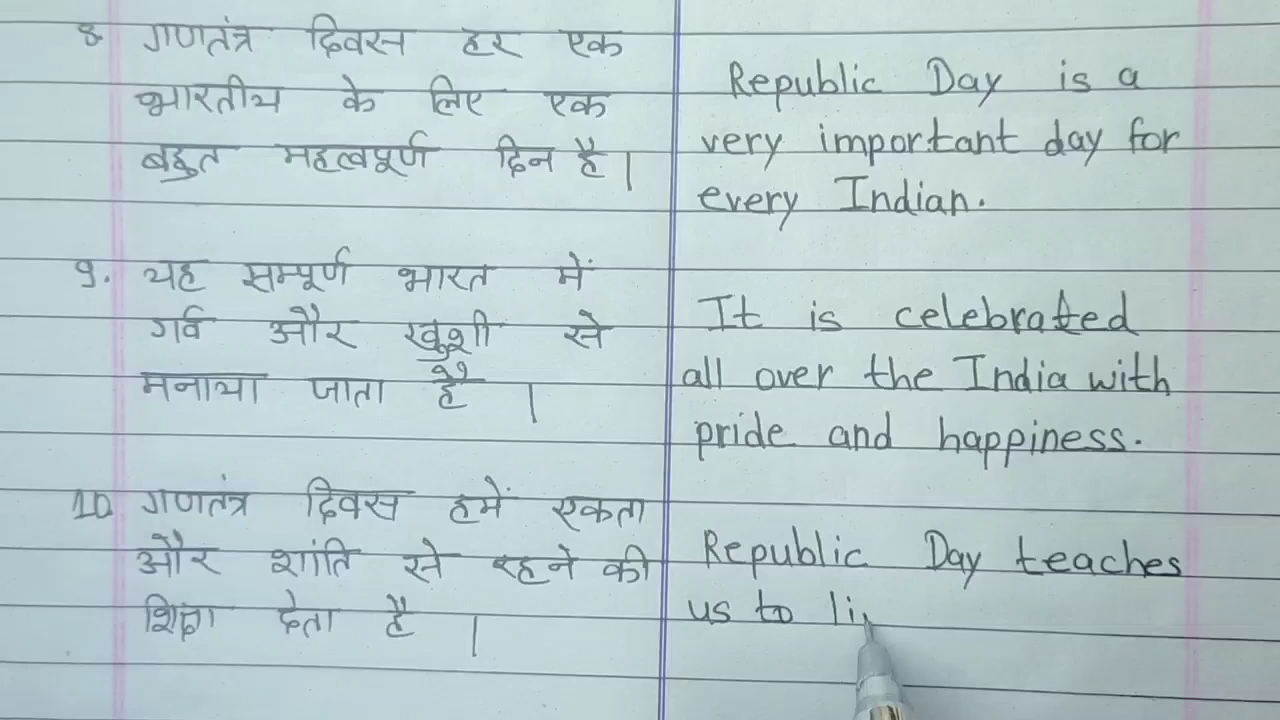 8 गणतंत्र दिवस हर एक
भारतीय के लिए एक
बहुत महत्वपूर्ण दिन है।
Republic Day is a
very important day for
every Indian.
9. यह सम्पूर्ण भारत में
गर्व और खुशी से
मनाया जाता है ।
It is celebrated
all over the India with
pride and happiness.
10 गणतंत्र दिवस हमें एकता
और शांति से रहने की
शिक्षा देता है ।
Republic Day teaches
us to li